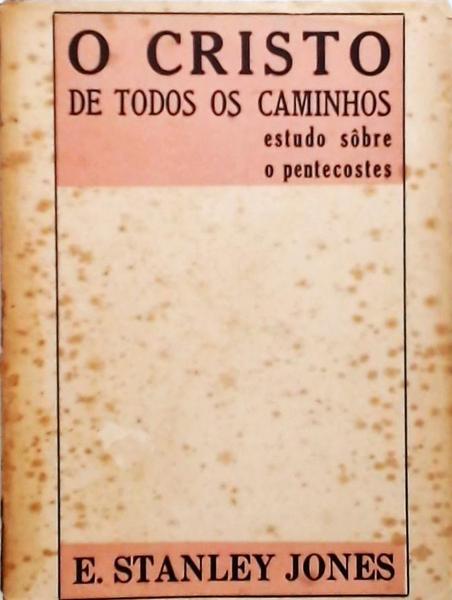 O CRISTO
DE TODOS OS CAMINHOS
estudo sôbre
o pentecostes
E. STANLEY JONES